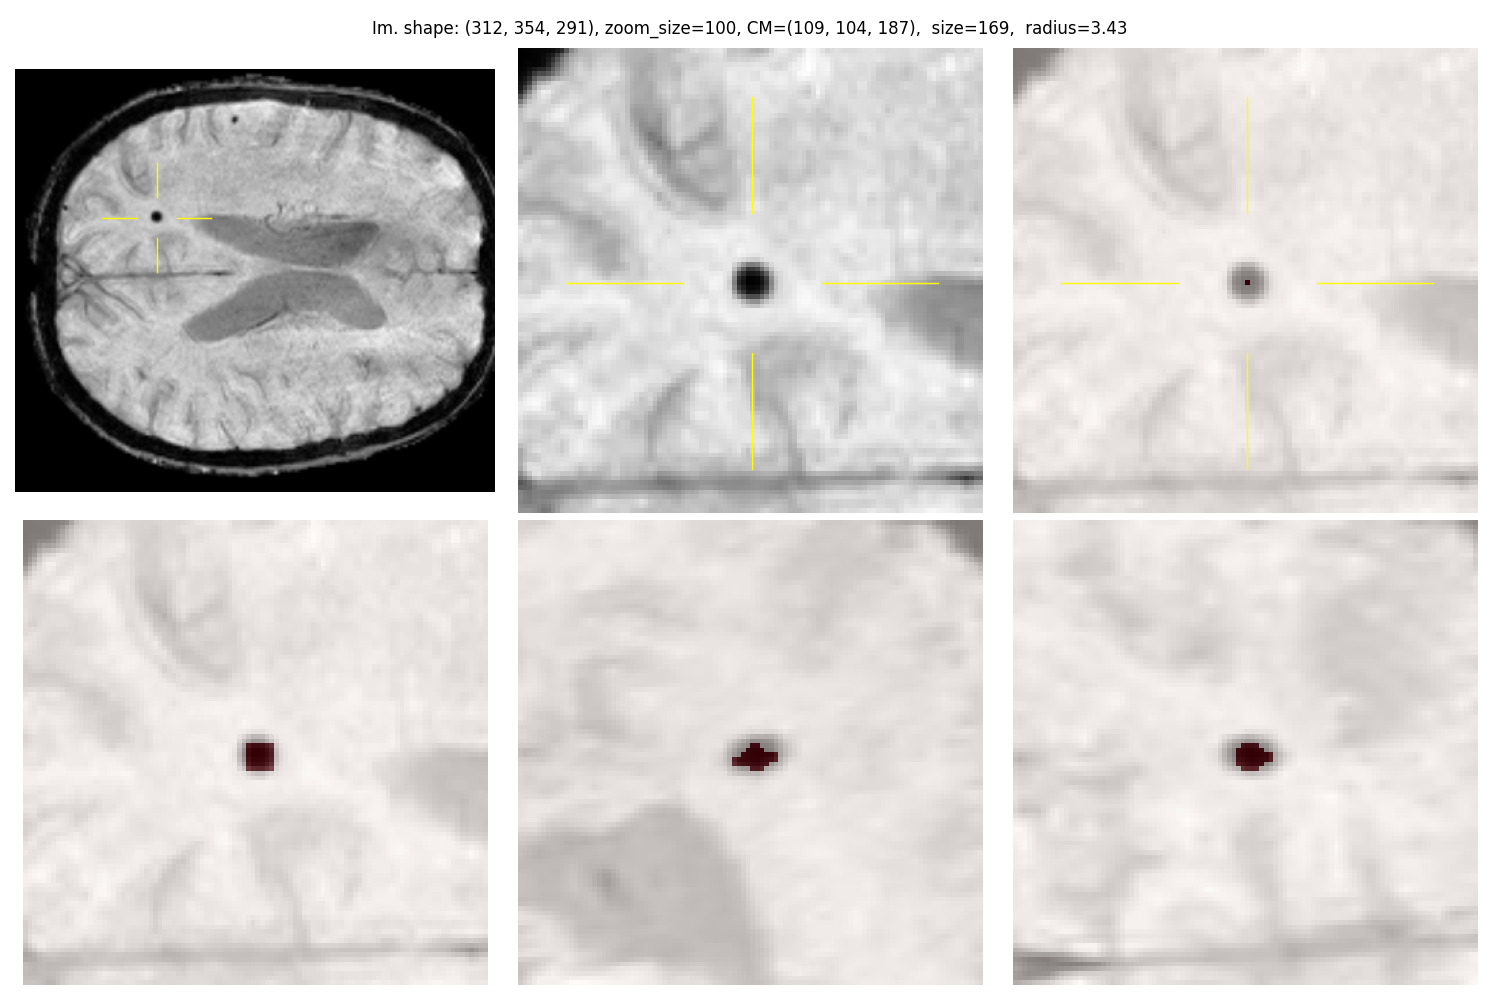 Im. shape: (312, 354, 291), zoom_size=100, CM=(109, 104, 187),  size=169,  radius=3.43